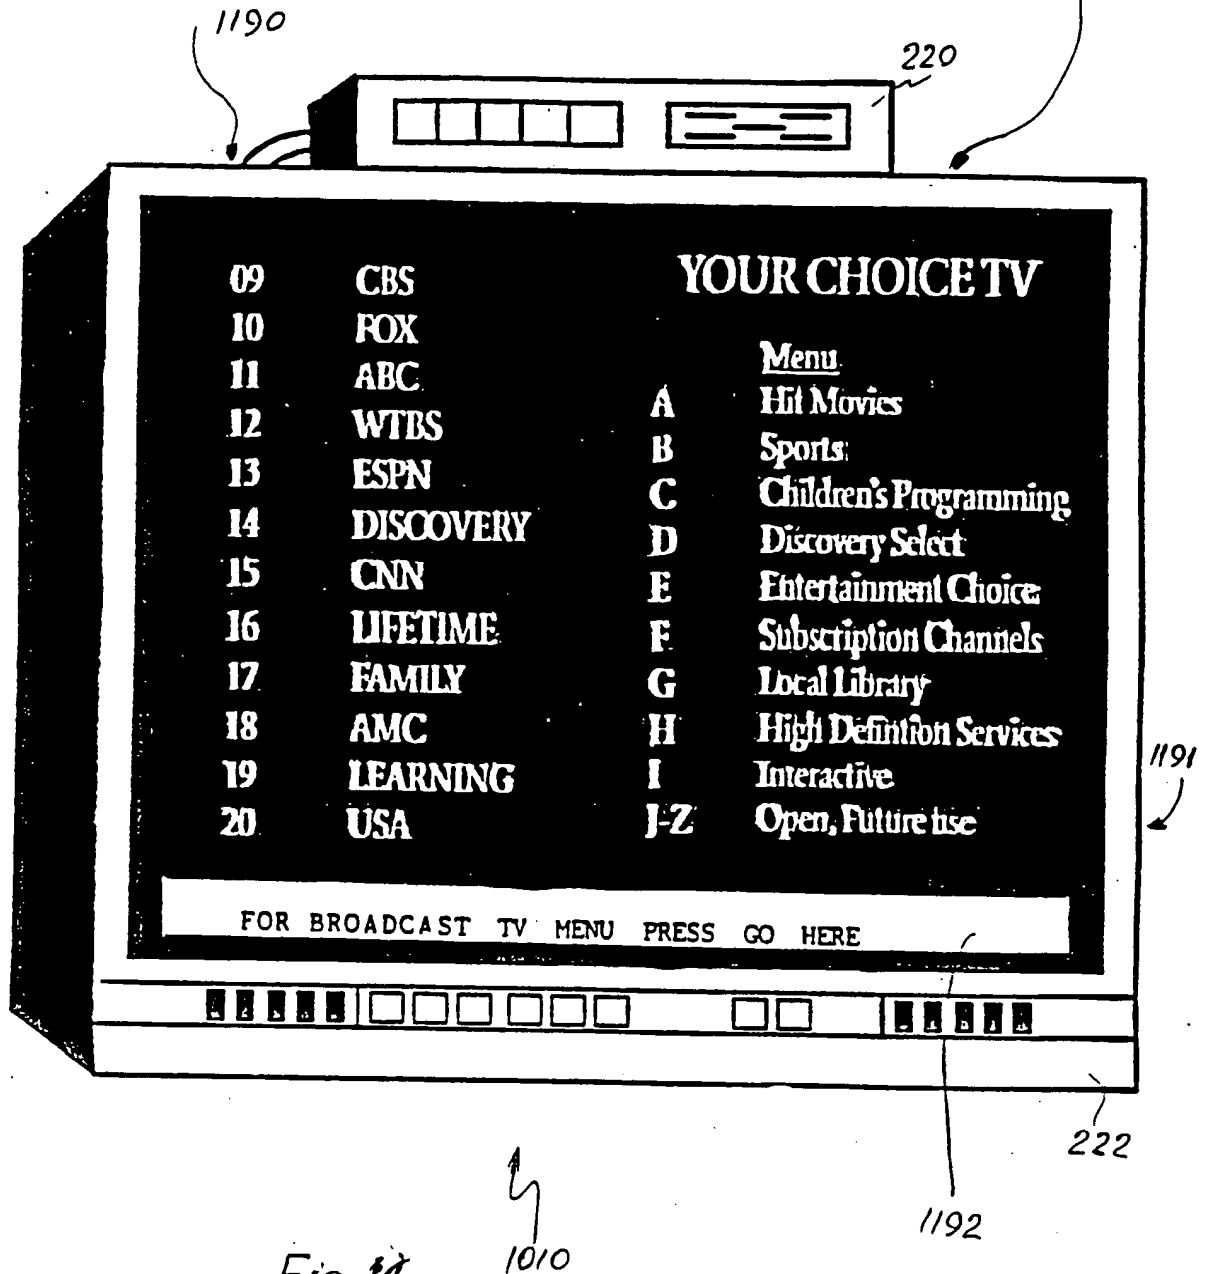 1190
220
09 CBS
10 FOX
11 ABC
12 WTBS
13 ESPN
14 DISCOVERY
15 CNN
16 LIFETIME
17 FAMILY
18 AMC
19 LEARNING
20 USA
YOUR CHOICE TV
Menu
A Hit Movies
B Sports
C Children's Programming
D Discovery Select
E Entertainment Choice
F Subscription Channels
G Local Library
H High Defintion Services
I Interactive
J-Z Open, Future use
1191
FOR BROADCAST TV MENU PRESS GO HERE
222
1192
1010
Fig.